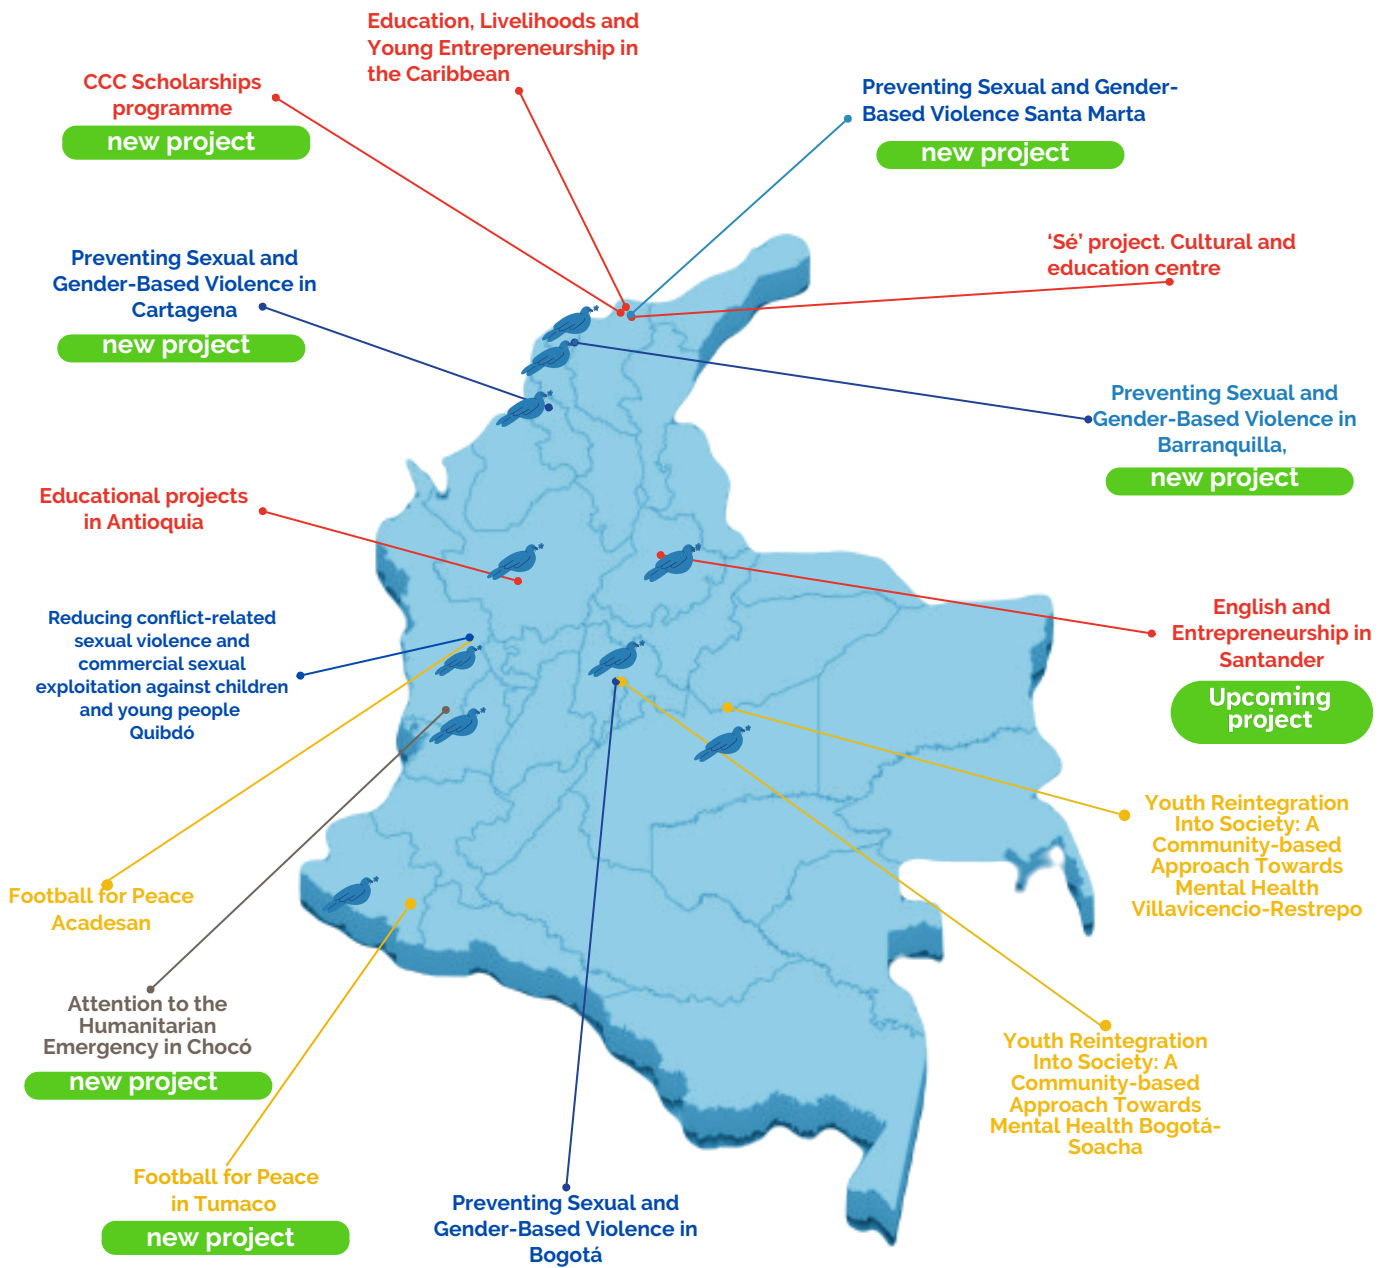 Education, Livelihoods and
Young Entrepreneurship in
the Caribbean
CCC Scholarships
programme
new project
Preventing Sexual and Gender-
Based Violence Santa Marta
new project
'Sé' project. Cultural and
education centre
Preventing Sexual and
Gender-Based Violence in
Cartagena
new project
Preventing Sexual and
Gender-Based Violence in
Barranquilla,
new project
Educational projects
in Antioquia
Reducing conflict-related
sexual violence and
commercial sexual
exploitation against children
and young people
Quibdó
English and
Entrepreneurship in
Santander
Upcoming
project
Youth Reintegration
Into Society: A
Community-based
Approach Towards
Mental Health
Villavicencio-Restrepo
Football for Peace
Acadesan
Attention to the
Humanitarian
Emergency in Chocó
new project
Youth Reintegration
Into Society: A
Community-based
Approach Towards
Mental Health Bogotá-
Soacha
Football for Peace
in Tumaco
new project
Preventing Sexual and
Gender-Based Violence in
Bogotá